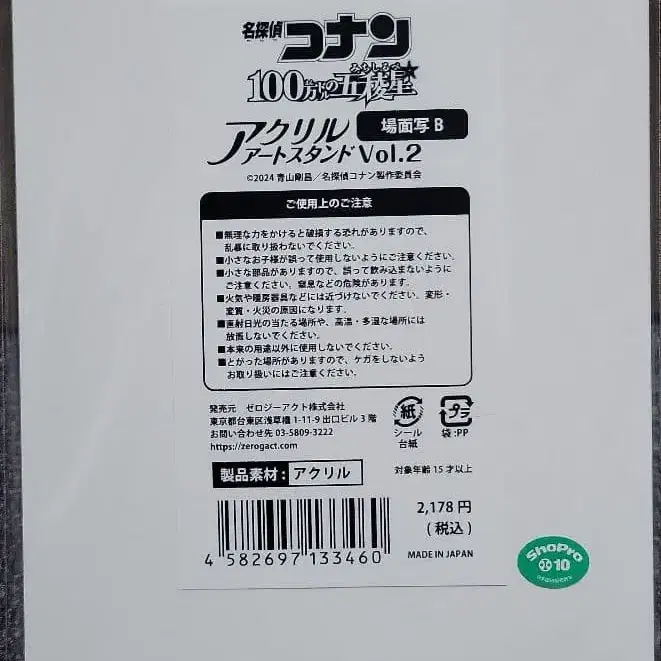 名探偵コナン
みちしるべ
100万ドルの五稜星
アクリル
アートスタンド Vol.2
場面写 B
©2024 青山剛昌／名探偵コナン製作委員会
ご使用上のご注意
■無理な力をかけると破損する恐れがありますので、
乱暴に取り扱わないでください。
■小さなお子様が誤って使用しないようにご注意ください。
■小さな部品がありますので、誤って飲み込まないように
ご注意ください。窒息などの危険があります。
■火気や暖房器具などには近づけないでください。変形・
変質・火災の原因になります。
■直射日光の当たる場所や、高温・多湿な場所には
放置しないでください。
■本来の用途以外に使用しないでください。
■とがった場所がありますので、ケガをしないよう
お取り扱いにはご注意ください。
発売元 ゼロジーアクト株式会社
東京都台東区浅草橋 1-11-9 出口ビル 3 階
お問い合わせ先 03-5809-3222
https://zerogact.com
紙
シール
台紙
プラ
袋:PP
製品素材：アクリル
対象年齢 15 才以上
4 582697 133460
2,178 円
（税込）
MADE IN JAPAN
ShoPro
10